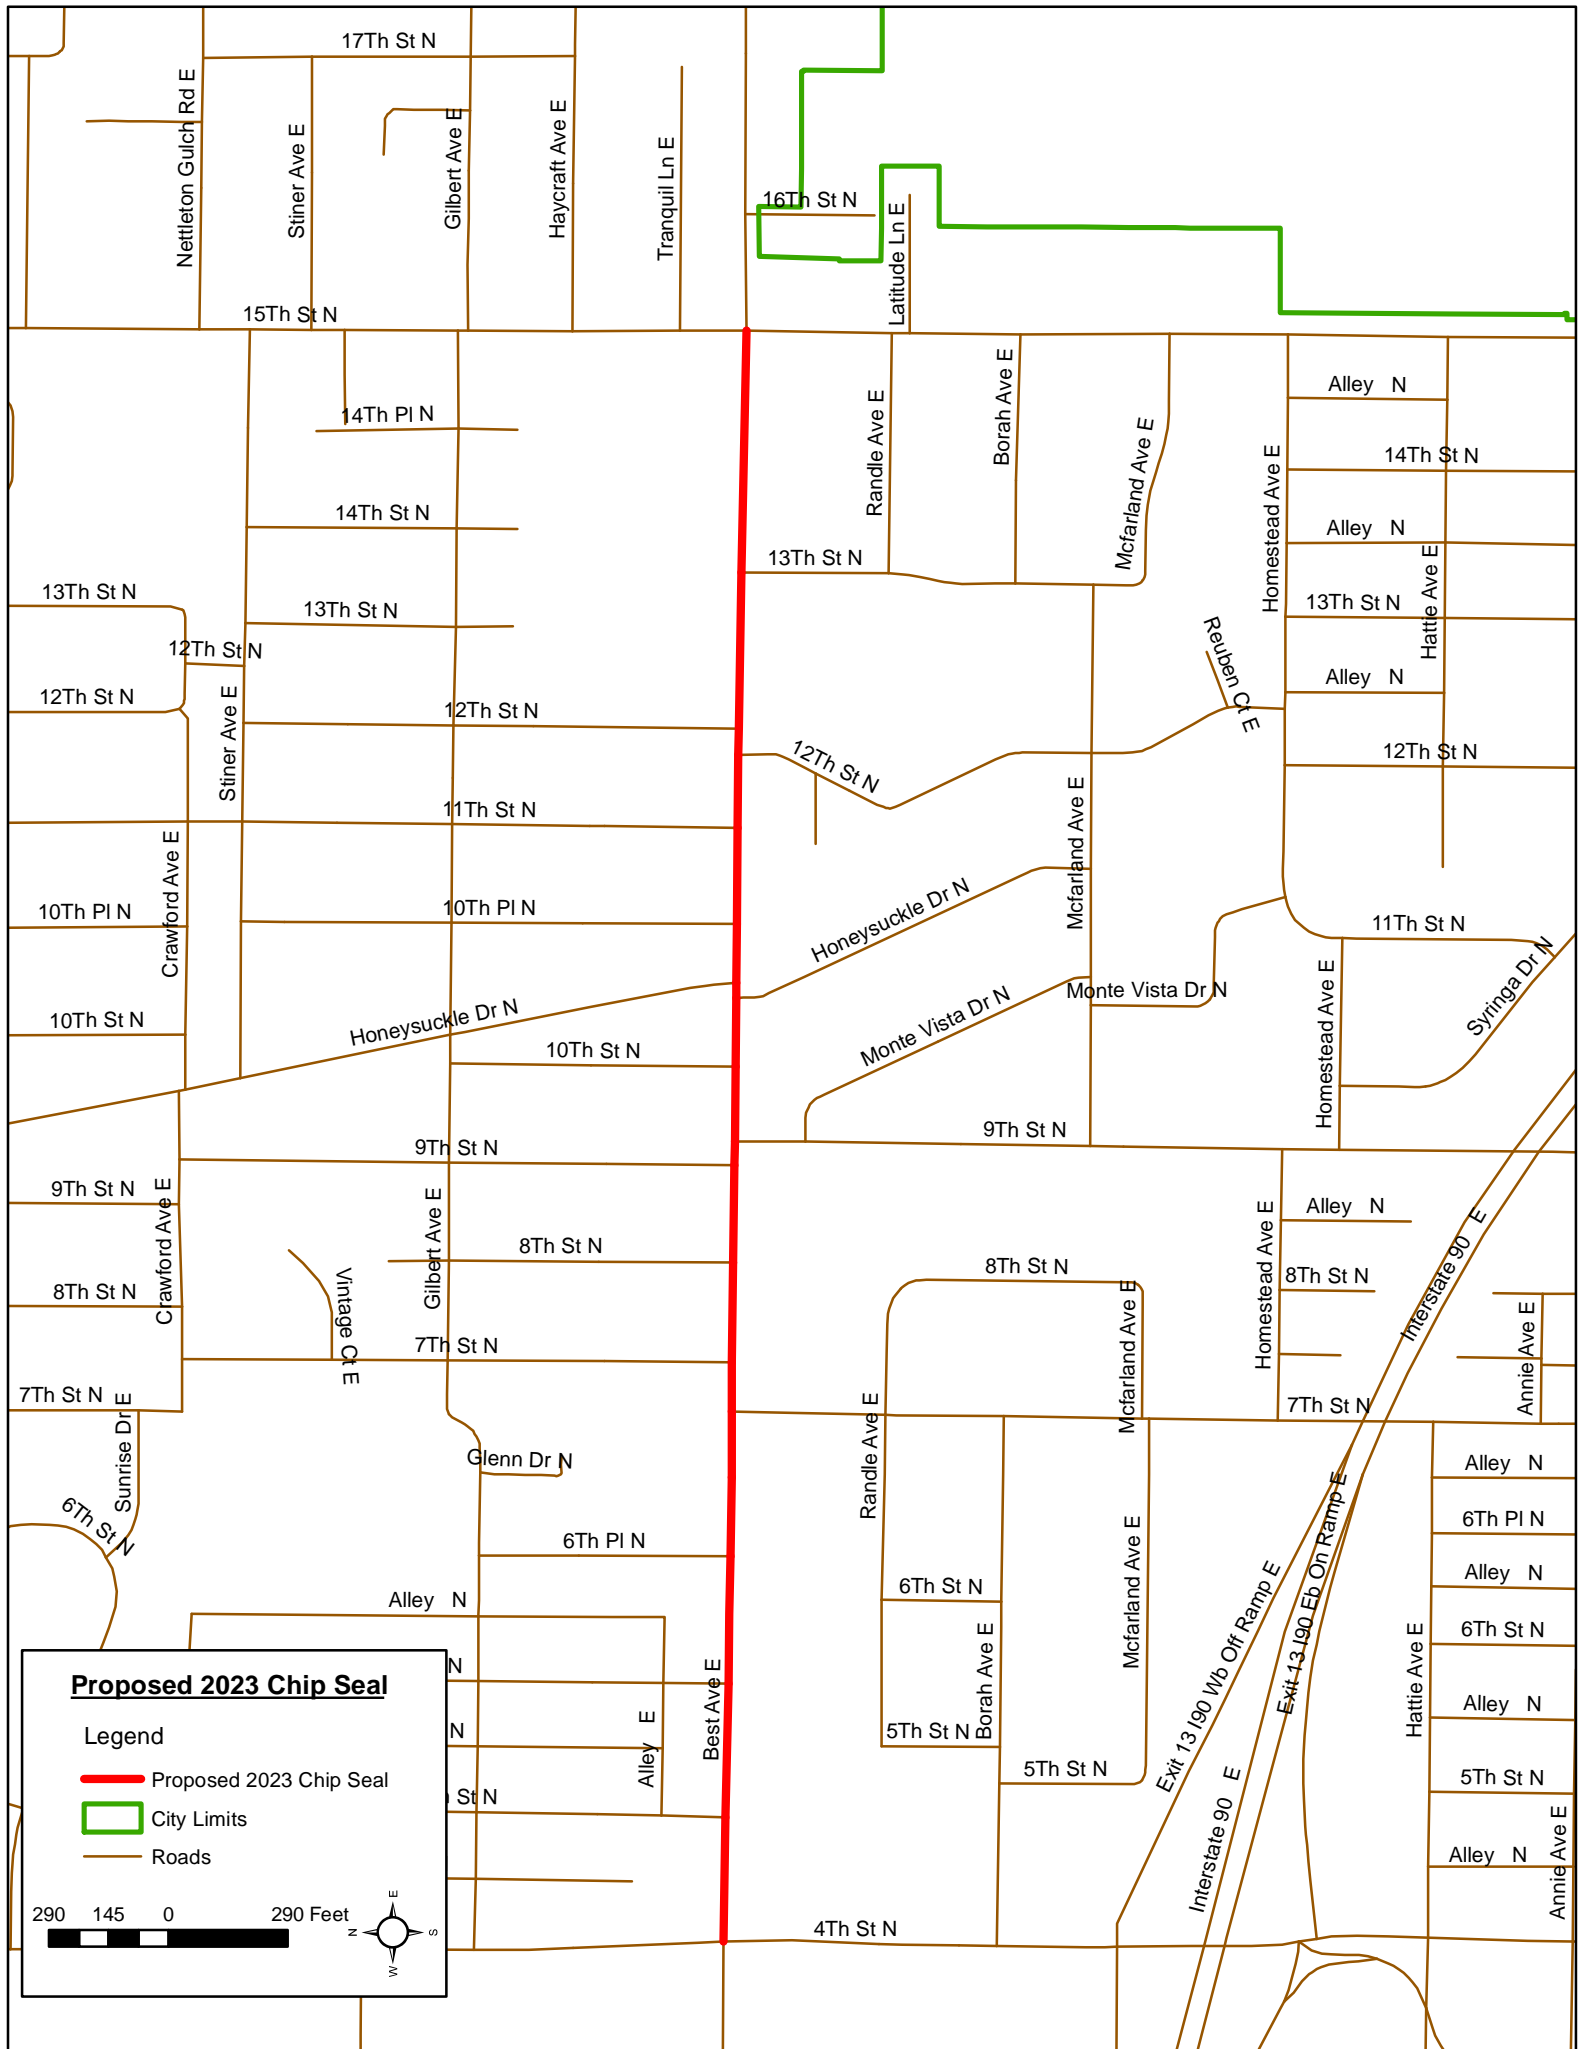 17Th St N
Nettleton Gulch Rd E
Stiner Ave E
Gilbert Ave E
Haycraft Ave E
Tranquil Ln E
16Th St N
Latitude Ln E
15Th St N
14Th Pl N
Randle Ave E
Borah Ave E
Mcfarland Ave E
Homestead Ave E
Alley N
14Th St N
14Th St N
Alley N
13Th St N
Hattie Ave E
13Th St N
13Th St N
13Th St N
12Th St N
Reuben Ct E
Alley N
12Th St N
Stiner Ave E
12Th St N
12Th St N
12Th St N
11Th St N
Mcfarland Ave E
Crawford Ave E
10Th Pl N
10Th Pl N
Honeysuckle Dr N
11Th St N
Syringa Dr N
Homestead Ave E
Monte Vista Dr N
Monte Vista Dr N
10Th St N
Honeysuckle Dr N
10Th St N
9Th St N
9Th St N
9Th St N
Crawford Ave E
Gilbert Ave E
Homestead Ave E
Alley N
Interstate 90 E
8Th St N
8Th St N
8Th St N
8Th St N
Vintage Ct E
Mcfarland Ave E
Annie Ave E
7Th St N
7Th St N
7Th St N
Sunrise Dr E
Randle Ave E
Glenn Dr N
Alley N
6Th St N
6Th Pl N
6Th Pl N
Mcfarland Ave E
Exit 13 I90 Eb On Ramp E
Exit 13 I90 Wb Off Ramp E
Alley N
Alley N
6Th St N
6Th St N
Borah Ave E
Hattie Ave E
Best Ave E
Alley E
N
N
St N
Alley N
5Th St N
5Th St N
5Th St N
Interstate 90 E
Alley N
Annie Ave E
4Th St N
Proposed 2023 Chip Seal
Legend
Proposed 2023 Chip Seal
City Limits
Roads
290 145 0 290 Feet
E
N S
W